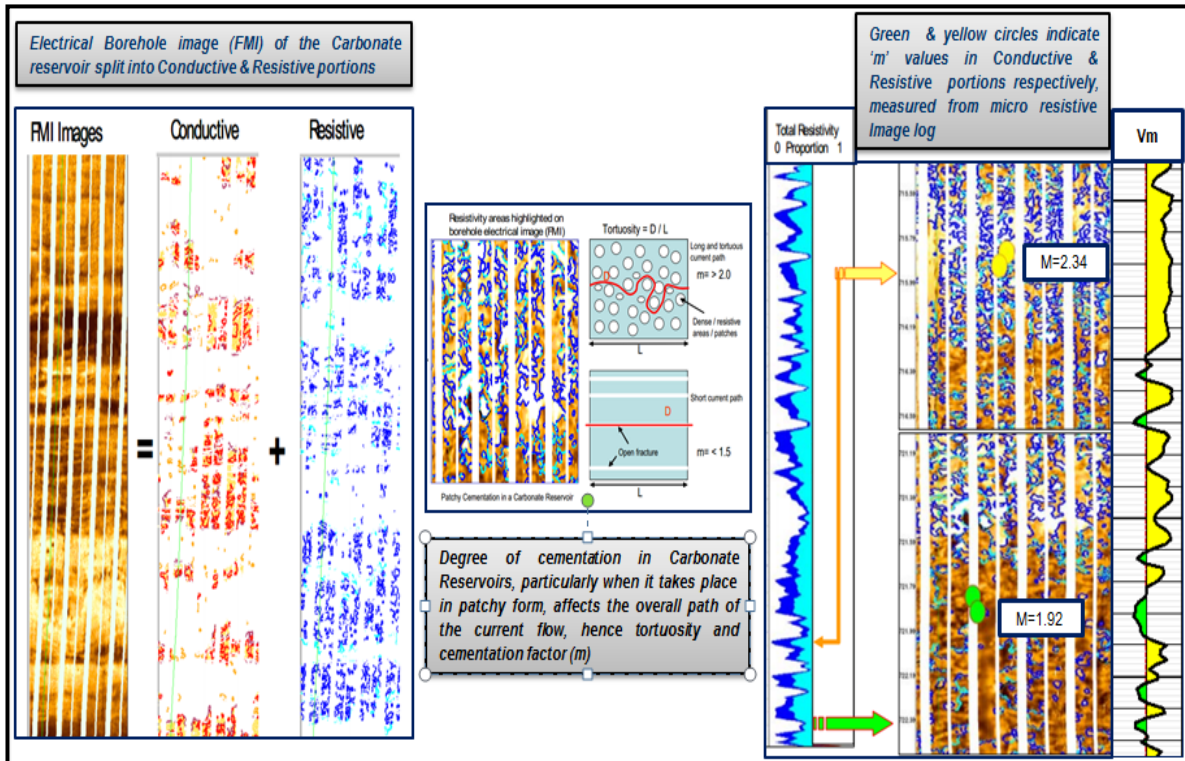 Electrical Borehole image (FMI) of the Carbonate
reservoir split into Conductive & Resistive portions
FMI Images
Conductive
Resistive
=
+
Resistivity areas highlighted on
borehole electrical image (FMI)
Patchy Cementation in a Carbonate Reservoir
Tortuosity = D / L
Long and tortuous
current path
m= > 2.0
D
Dense / resistive
areas / patches
L
Short current path
D
Open fracture
m= < 1.5
L
Degree of cementation in Carbonate
Reservoirs, particularly when it takes place
in patchy form, affects the overall path of
the current flow, hence tortuosity and
cementation factor (m)
Green & yellow circles indicate
‘m’ values in Conductive &
Resistive portions respectively,
measured from micro resistive
Image log
Total Resistivity
0 Proportion 1
Vm
M=2.34
M=1.92